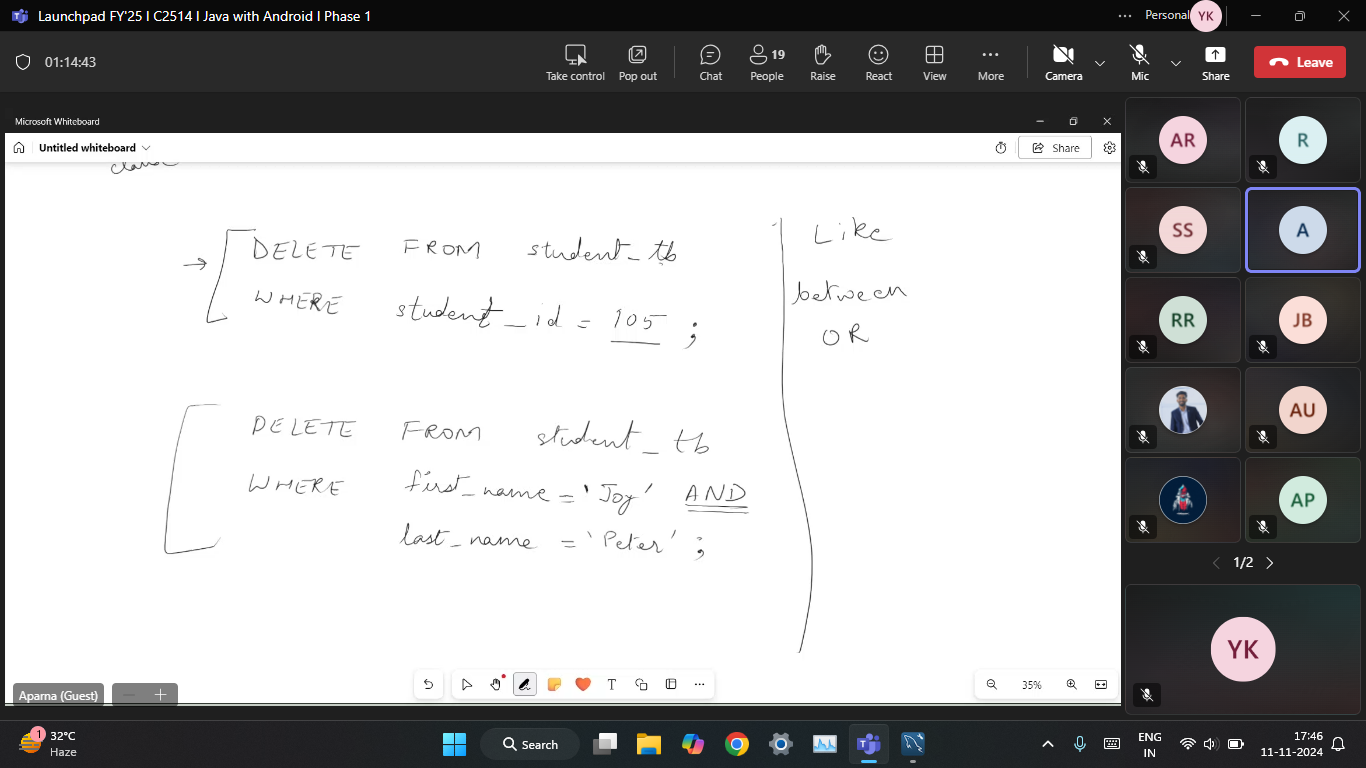 Launchpad FY'25 I C2514 I Java with Android I Phase 1
Personal
YK
01:14:43
Take control
Pop out
Chat
19
People
Raise
React
View
More
Camera
Mic
Share
Leave
Microsoft Whiteboard
Untitled whiteboard
Share
DELETE FROM student_tb
WHERE student_id = 105 ;
DELETE FROM student_tb
WHERE first_name = 'Joy' AND
last_name = 'Peter' ;
Like
between
OR
AR
R
SS
A
RR
JB
AU
AP
1/2
YK
Aparna (Guest)
T
35%
1
32°C
Haze
Search
ENG
IN
17:46
11-11-2024